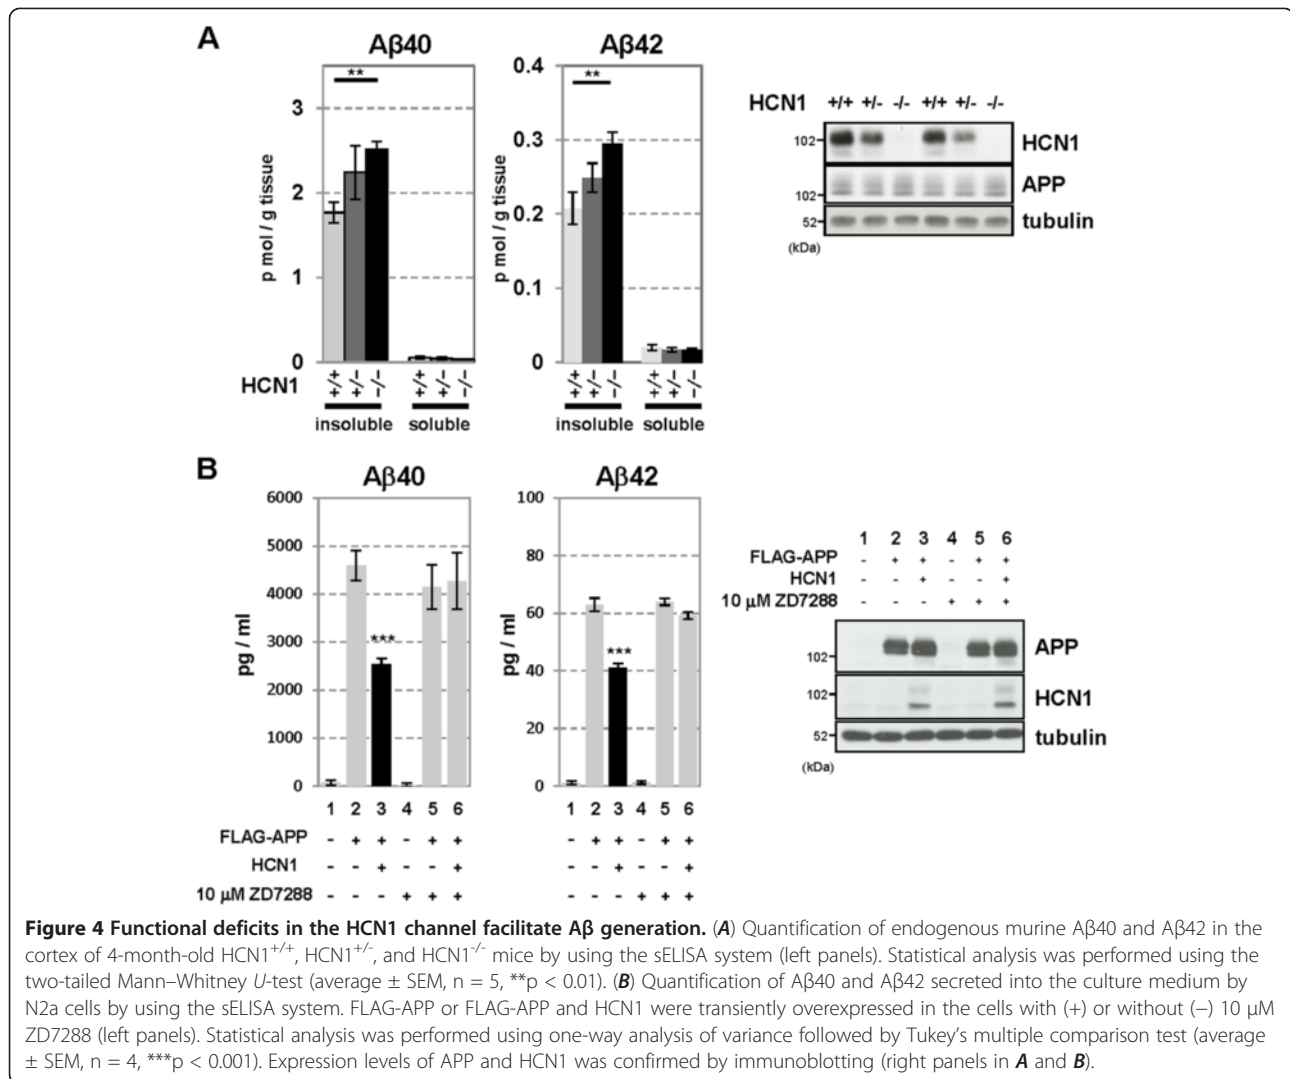 A
Aβ40
Aβ42
**
**
3
2
1
0
p mol / g tissue
0.4
0.3
0.2
0.1
0
p mol / g tissue
HCN1
+/+ +/- -/- +/+ +/- -/-
insoluble soluble
+/+ +/- -/- +/+ +/- -/-
insoluble soluble
HCN1 +/+ +/- -/- +/+ +/- -/-
102
HCN1
APP
102
52
tubulin
(kDa)
B
Aβ40
Aβ42
6000
5000
4000
3000
2000
1000
0
pg / ml
***
100
80
60
40
20
0
pg / ml
***
1 2 3 4 5 6
1 2 3 4 5 6
FLAG-APP - + + - + + - + + - + +
HCN1 - - + - - + - - + - - +
10 µM ZD7288 - - - + + + - - - + + +
1 2 3 4 5 6
FLAG-APP - + + - + +
HCN1 - - + - - +
10 µM ZD7288 - - - + + +
102
APP
102
HCN1
52
tubulin
(kDa)
Figure 4 Functional deficits in the HCN1 channel facilitate Aβ generation. (A) Quantification of endogenous murine Aβ40 and Aβ42 in the
cortex of 4-month-old HCN1+/+, HCN1+/-, and HCN1-/- mice by using the sELISA system (left panels). Statistical analysis was performed using the
two-tailed Mann–Whitney U-test (average ± SEM, n = 5, **p < 0.01). (B) Quantification of Aβ40 and Aβ42 secreted into the culture medium by
N2a cells by using the sELISA system. FLAG-APP or FLAG-APP and HCN1 were transiently overexpressed in the cells with (+) or without (−) 10 μM
ZD7288 (left panels). Statistical analysis was performed using one-way analysis of variance followed by Tukey's multiple comparison test (average
± SEM, n = 4, ***p < 0.001). Expression levels of APP and HCN1 was confirmed by immunoblotting (right panels in A and B).